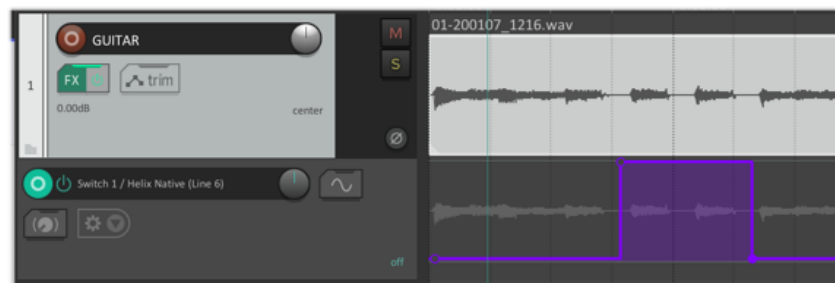 GUITAR
M
S
1
FX
trim
0.00dB
center
Switch 1 / Helix Native (Line 6)
off
01-200107_1216.wav